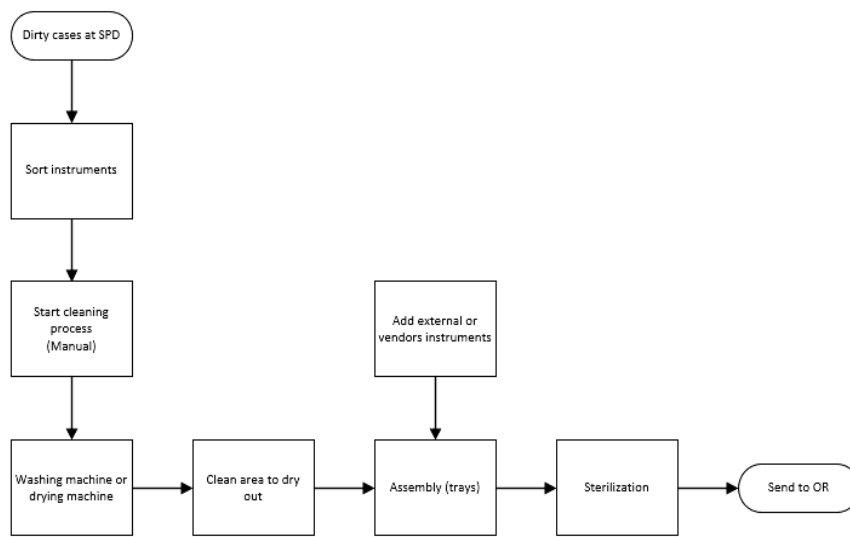 Dirty cases at SPD
Sort instruments
Start cleaning
process
(Manual)
Add external or
vendors instruments
Washing machine or
drying machine
Clean area to dry
out
Assembly (trays)
Sterilization
Send to OR